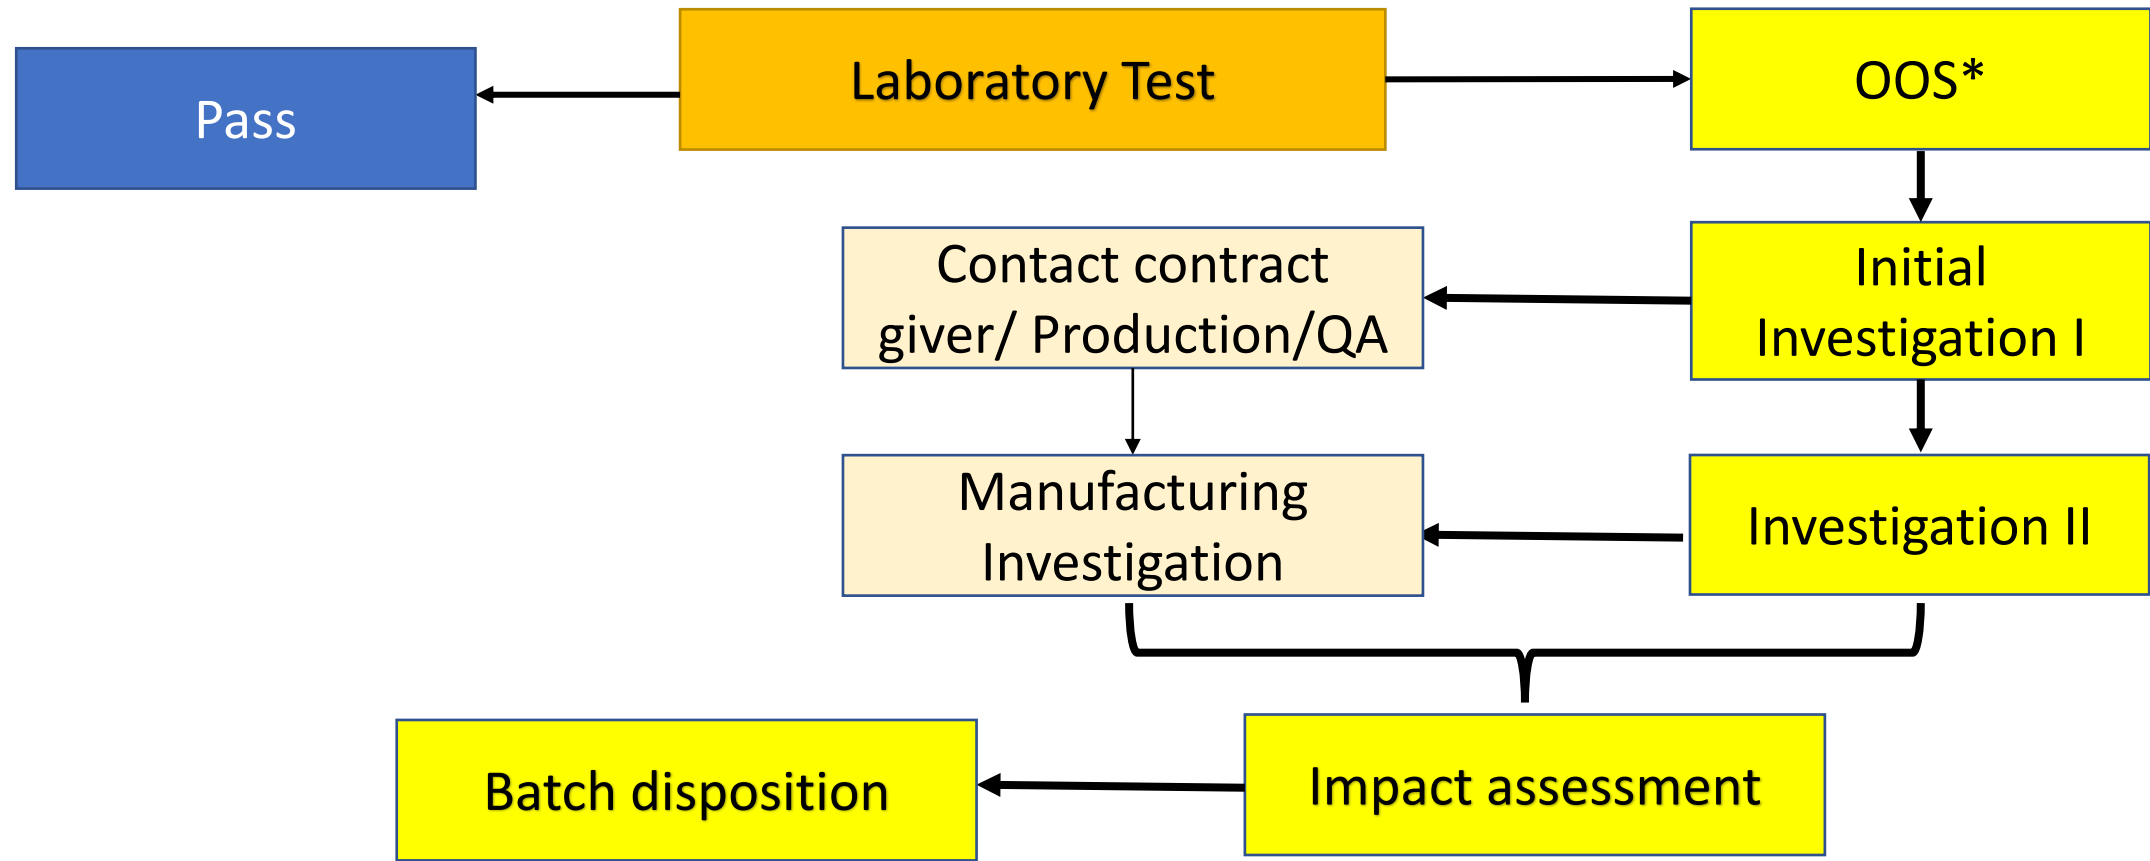 Laboratory Test
Pass
OOS*
Contact contract
giver/ Production/QA
Initial
Investigation I
Manufacturing
Investigation
Investigation II
Batch disposition
Impact assessment